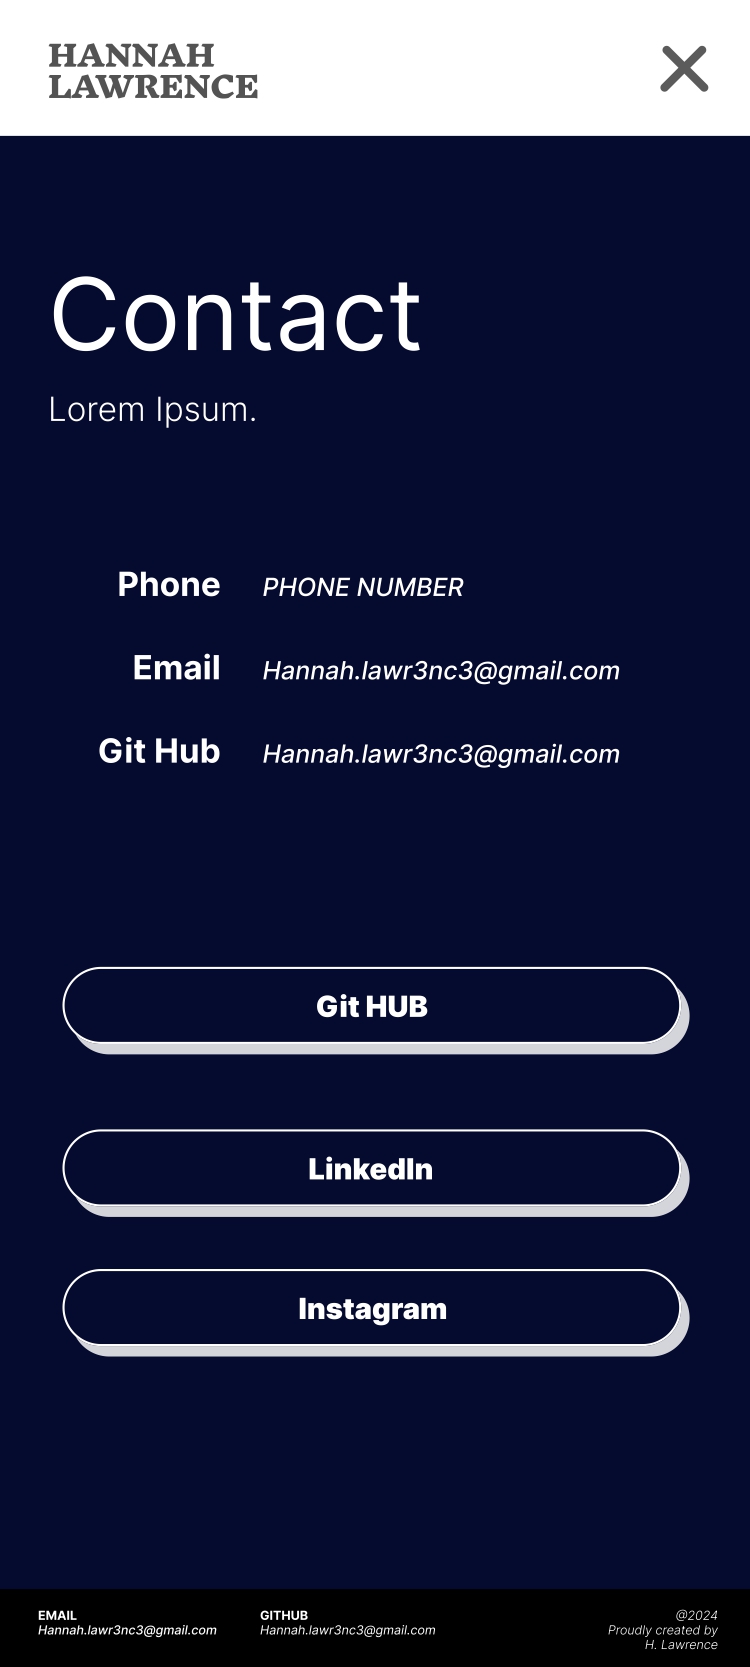 HANNAH
LAWRENCE
Contact
Lorem Ipsum.
Phone PHONE NUMBER
Email Hannah.lawr3nc3@gmail.com
Git Hub Hannah.lawr3nc3@gmail.com
Git HUB
LinkedIn
Instagram
EMAIL
Hannah.lawr3nc3@gmail.com
GITHUB
Hannah.lawr3nc3@gmail.com
@2024
Proudly created by
H. Lawrence